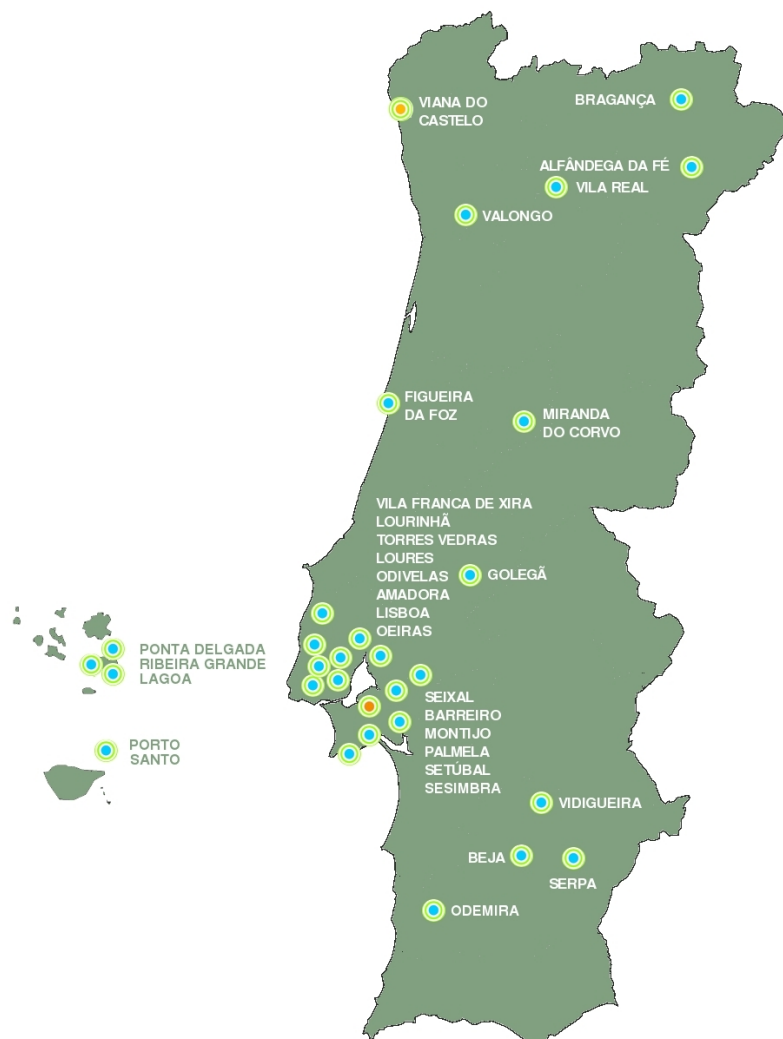 VIANA DO
CASTELO
BRAGANÇA
ALFÂNDEGA DA FÉ
VILA REAL
VALONGO
FIGUEIRA
DA FOZ
MIRANDA
DO CORVO
VILA FRANCA DE XIRA
LOURINHÃ
TORRES VEDRAS
LOURES
ODIVELAS
AMADORA
LISBOA
OEIRAS
GOLEGÃ
PONTA DELGADA
RIBEIRA GRANDE
LAGOA
SEIXAL
BARREIRO
MONTIJO
PALMELA
SETÚBAL
SESIMBRA
PORTO
SANTO
VIDIGUEIRA
BEJA
SERPA
ODEMIRA